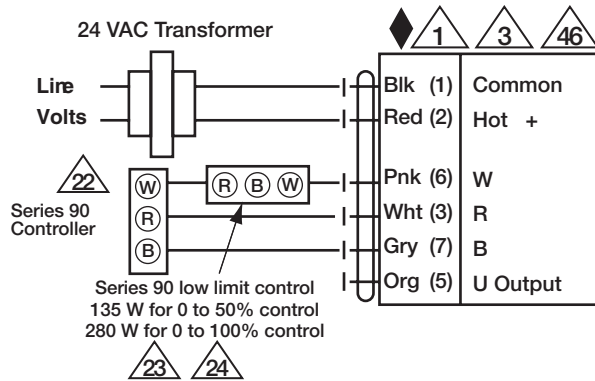 24 VAC Transformer
1 3 46
Line
Volts
Blk (1) Common
Red (2) Hot +
22
Series 90
Controller
W
R
B
R B W
Pnk (6) W
Wht (3) R
Gry (7) B
Org (5) U Output
Series 90 low limit control
135 W for 0 to 50% control
280 W for 0 to 100% control
23 24